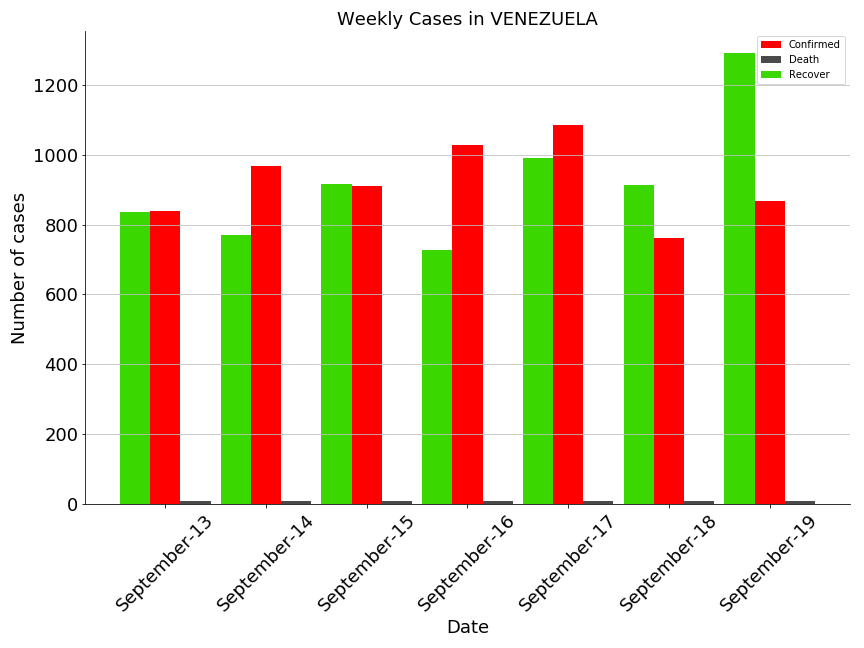 Weekly Cases in VENEZUELA
Confirmed
Death
Recover
Number of cases
1200
1000
800
600
400
200
0
September-13
September-14
September-15
September-16
September-17
September-18
September-19
Date